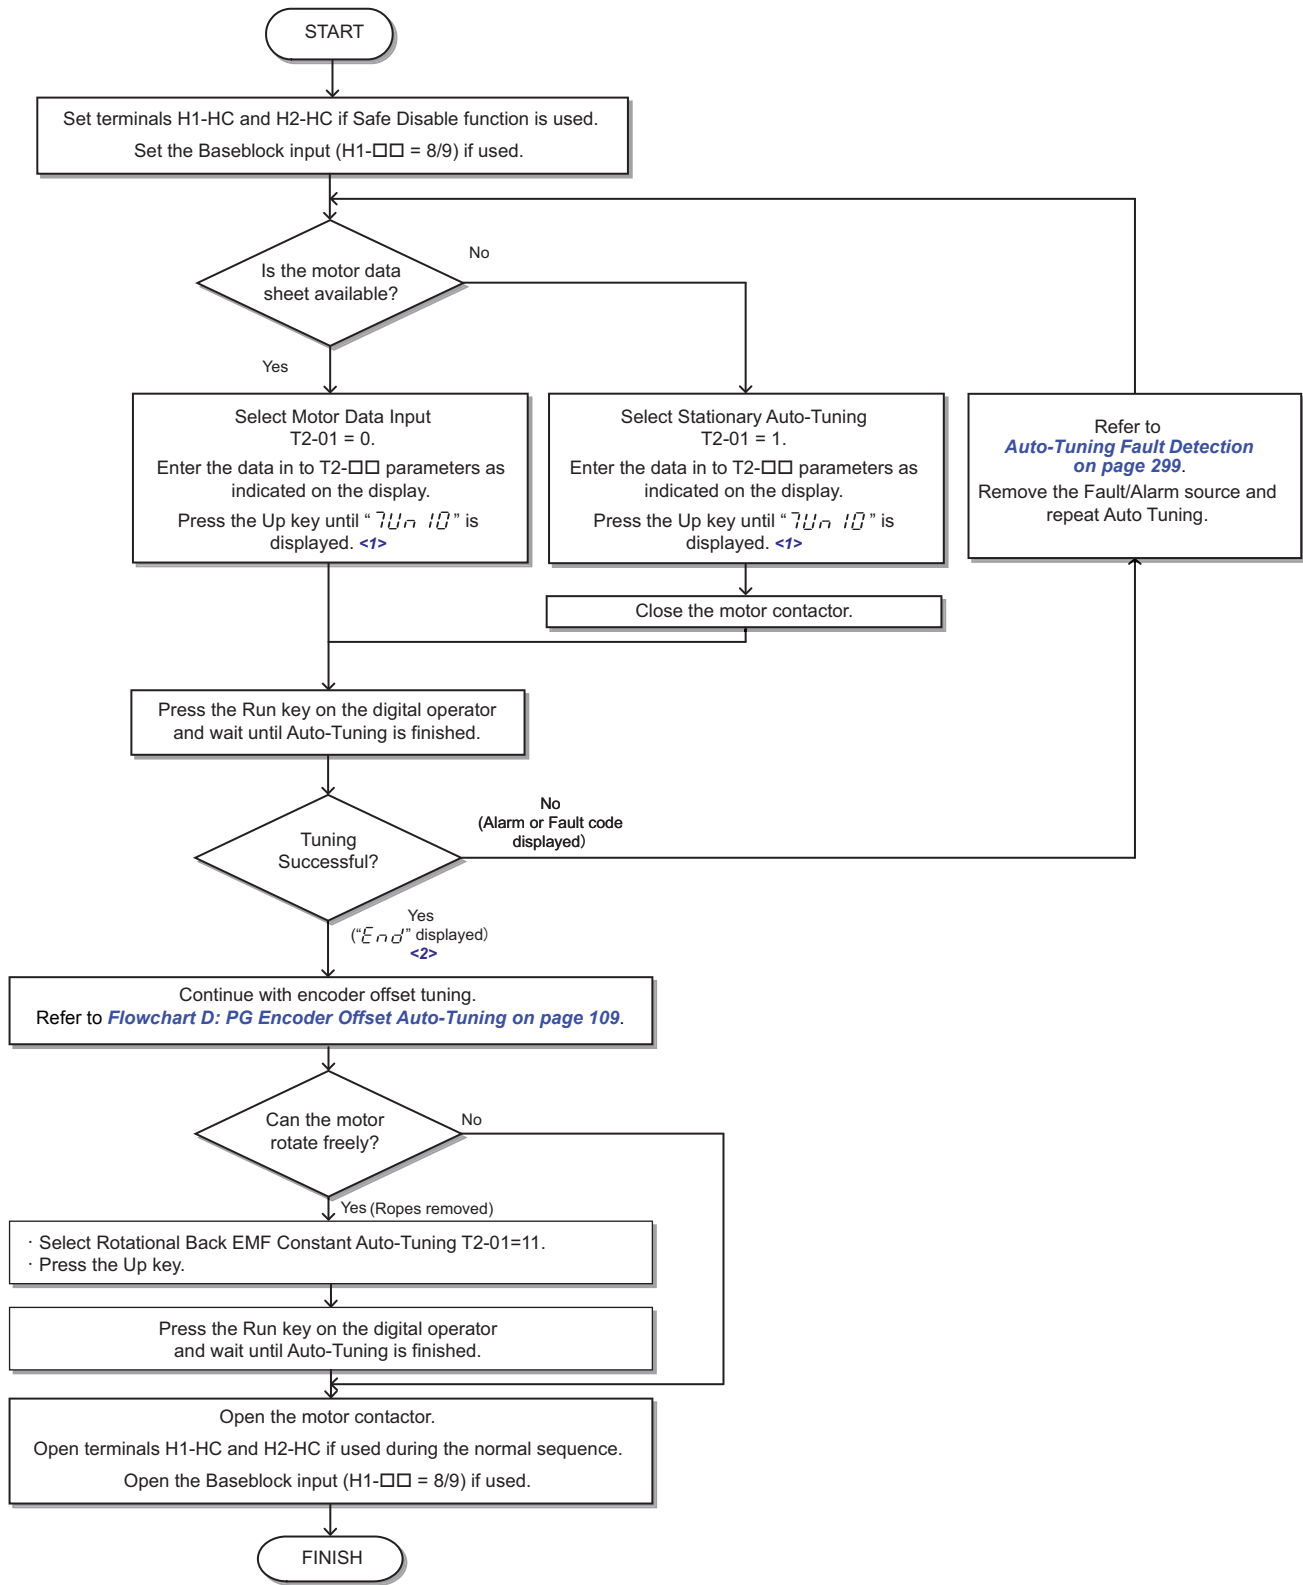 START
Set terminals H1-HC and H2-HC if Safe Disable function is used.
Set the Baseblock input (H1-□□ = 8/9) if used.
Is the motor data
sheet available?
No
Yes
Select Motor Data Input
T2-01 = 0.
Enter the data in to T2-□□ parameters as
indicated on the display.
Press the Up key until “ TUn 10 ” is
displayed. <1>
Select Stationary Auto-Tuning
T2-01 = 1.
Enter the data in to T2-□□ parameters as
indicated on the display.
Press the Up key until “ TUn 10 ” is
displayed. <1>
Close the motor contactor.
Refer to
Auto-Tuning Fault Detection
on page 299.
Remove the Fault/Alarm source and
repeat Auto Tuning.
Press the Run key on the digital operator
and wait until Auto-Tuning is finished.
Tuning
Successful?
No
(Alarm or Fault code
displayed)
Yes
(“End” displayed)
<2>
Continue with encoder offset tuning.
Refer to Flowchart D: PG Encoder Offset Auto-Tuning on page 109.
Can the motor
rotate freely?
No
Yes (Ropes removed)
· Select Rotational Back EMF Constant Auto-Tuning T2-01=11.
· Press the Up key.
Press the Run key on the digital operator
and wait until Auto-Tuning is finished.
Open the motor contactor.
Open terminals H1-HC and H2-HC if used during the normal sequence.
Open the Baseblock input (H1-□□ = 8/9) if used.
FINISH